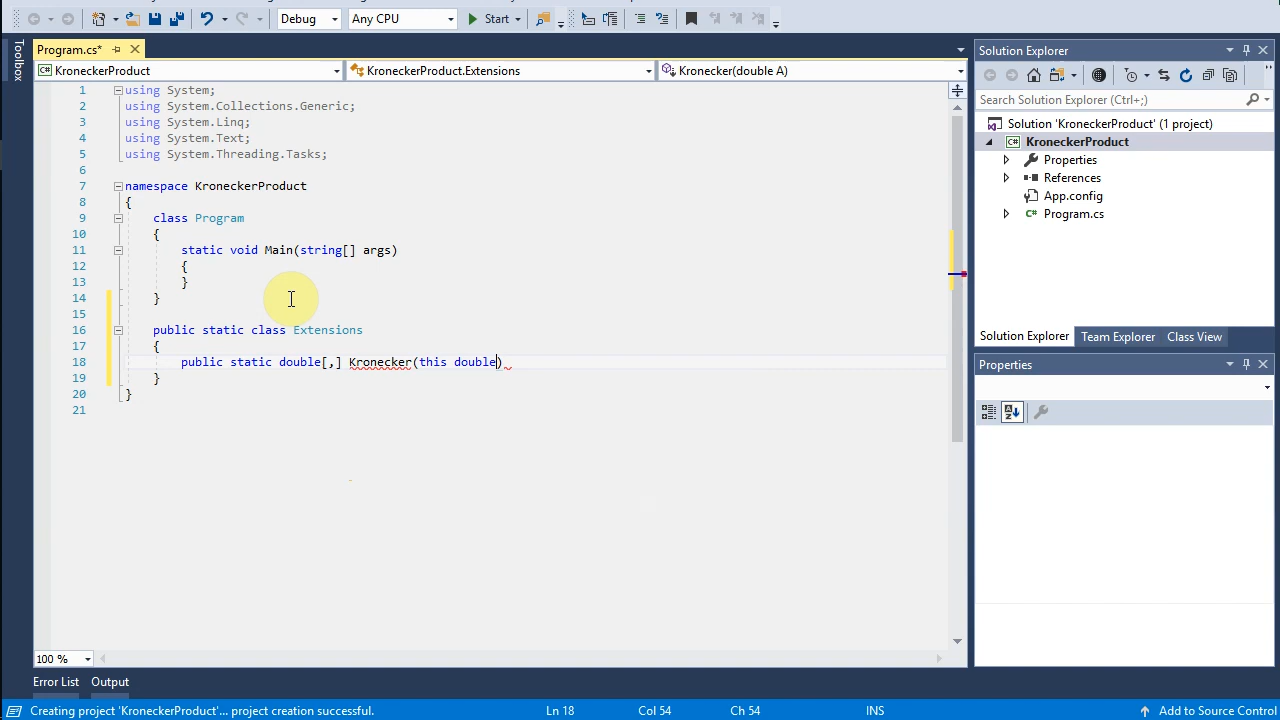 Debug
Any CPU
Start
Toolbox
Program.cs*
KroneckerProduct
KroneckerProduct.Extensions
Kronecker(double A)
1 using System;
2 using System.Collections.Generic;
3 using System.Linq;
4 using System.Text;
5 using System.Threading.Tasks;
6
7 namespace KroneckerProduct
8 {
9 class Program
10 {
11 static void Main(string[] args)
12 {
13 }
14 }
15
16 public static class Extensions
17 {
18 public static double[,] Kronecker(this double)
19 }
20 }
21
100 %
Solution Explorer
Search Solution Explorer (Ctrl+;)
Solution 'KroneckerProduct' (1 project)
C# KroneckerProduct
Properties
References
App.config
C# Program.cs
Solution Explorer
Team Explorer
Class View
Properties
Error List
Output
Creating project 'KroneckerProduct'... project creation successful.
Ln 18
Col 54
Ch 54
INS
Add to Source Control